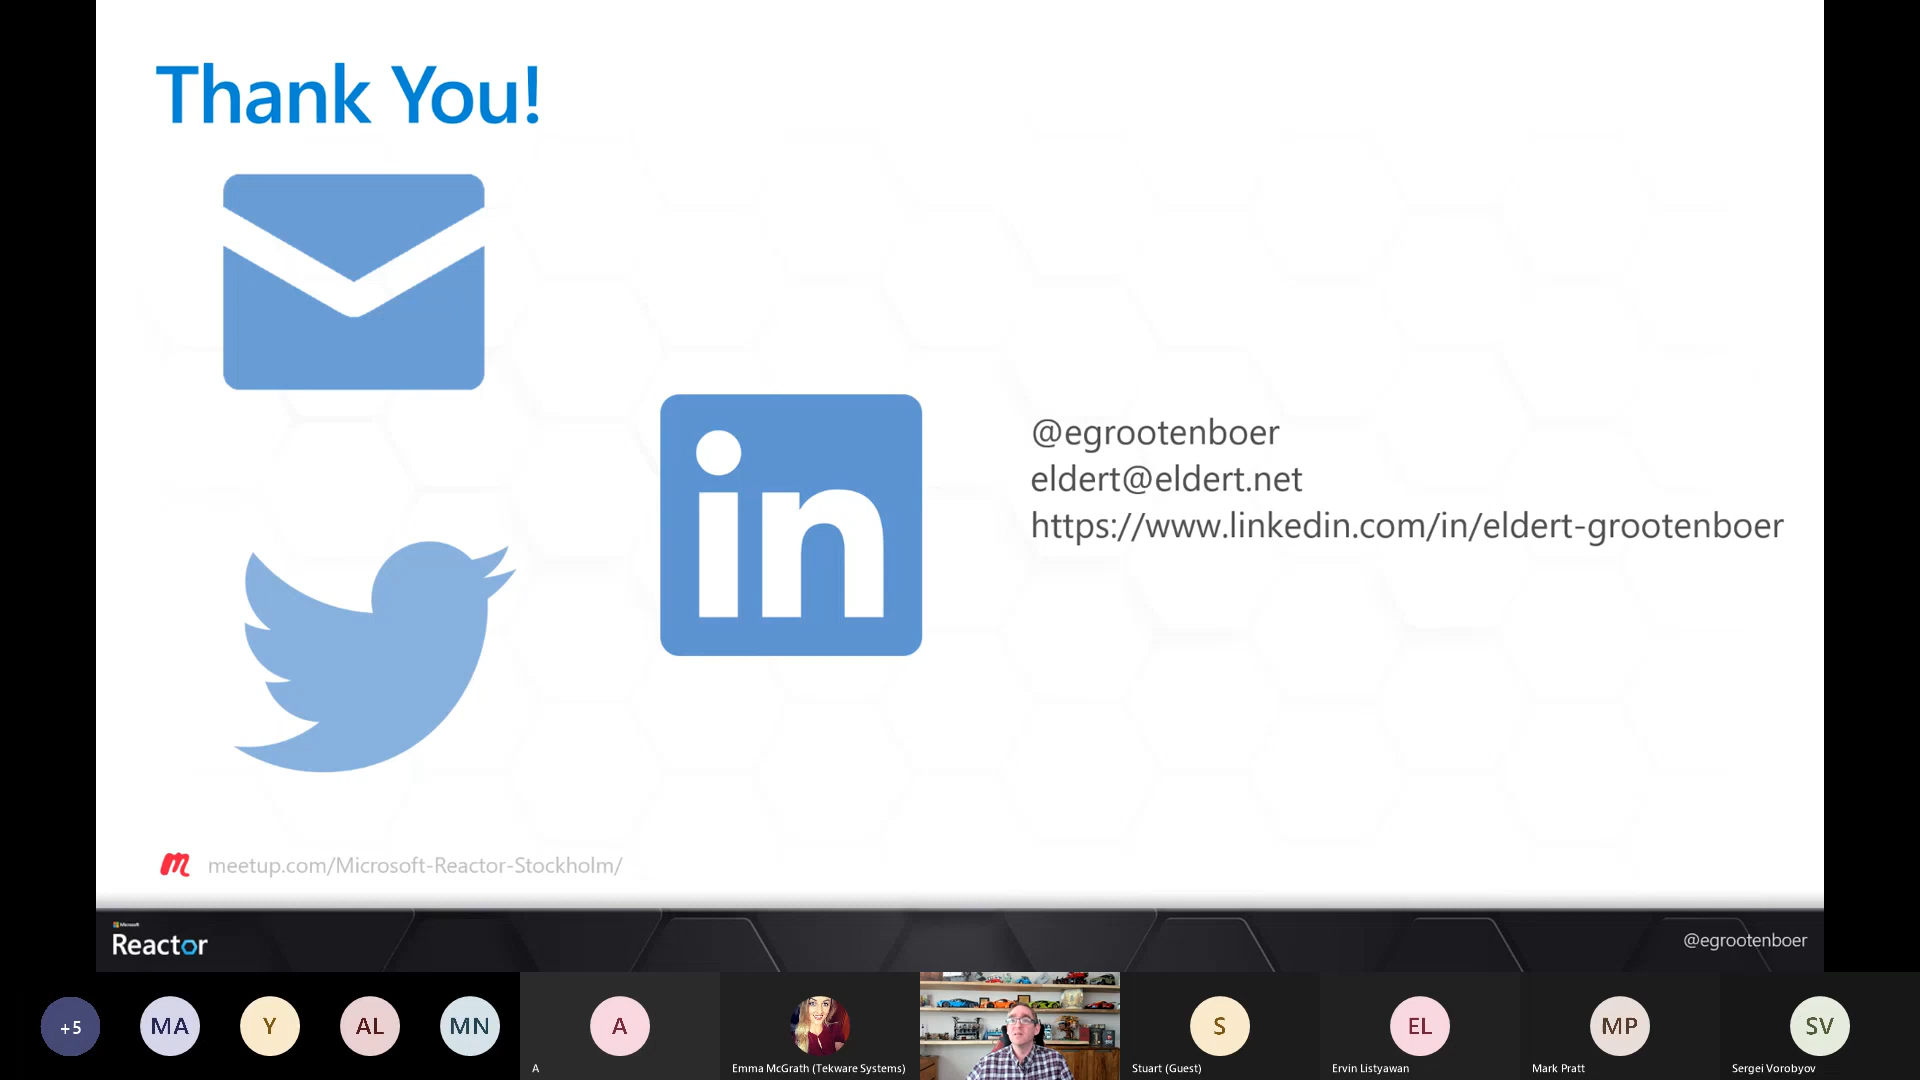 Thank You!
in
@egrootenboer
eldert@eldert.net
https://www.linkedin.com/in/eldert-grootenboer
meetup.com/Microsoft-Reactor-Stockholm/
Microsoft
Reactor
@egrootenboer
+5
MA
Y
AL
MN
A
S
EL
MP
SV
A
Emma McGrath (Tekware Systems)
Stuart (Guest)
Ervin Listyawan
Mark Pratt
Sergei Vorobyov